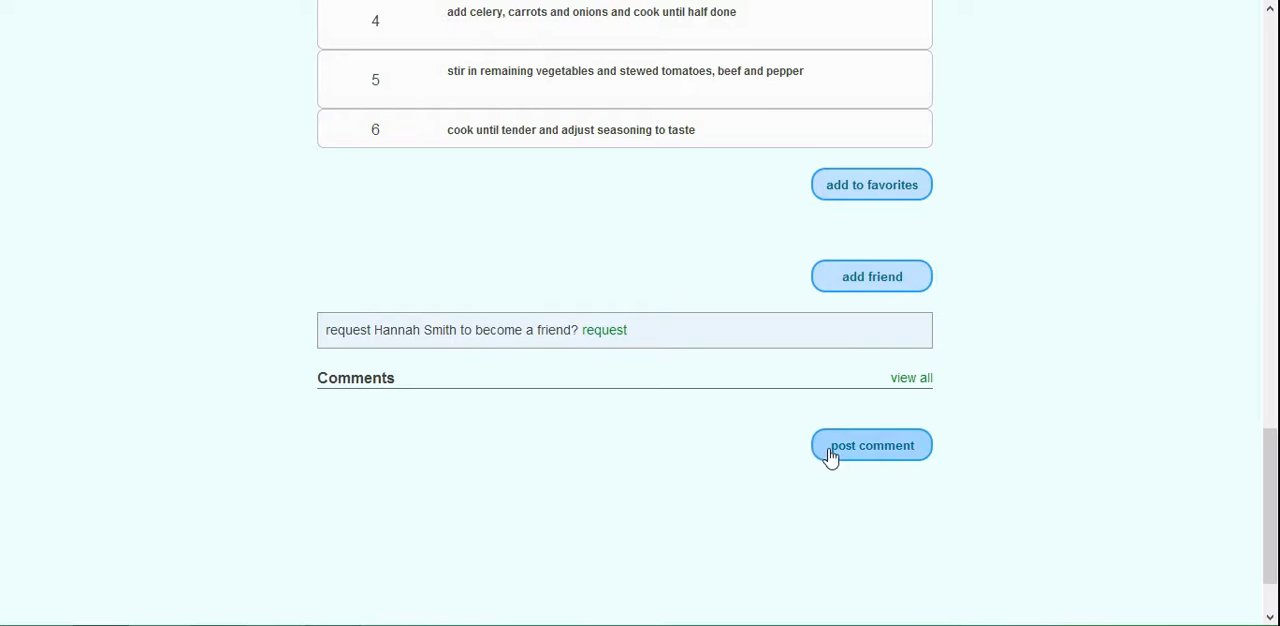 4 add celery, carrots and onions and cook until half done
5 stir in remaining vegetables and stewed tomatoes, beef and pepper
6 cook until tender and adjust seasoning to taste
add to favorites
add friend
request Hannah Smith to become a friend? request
Comments view all
post comment